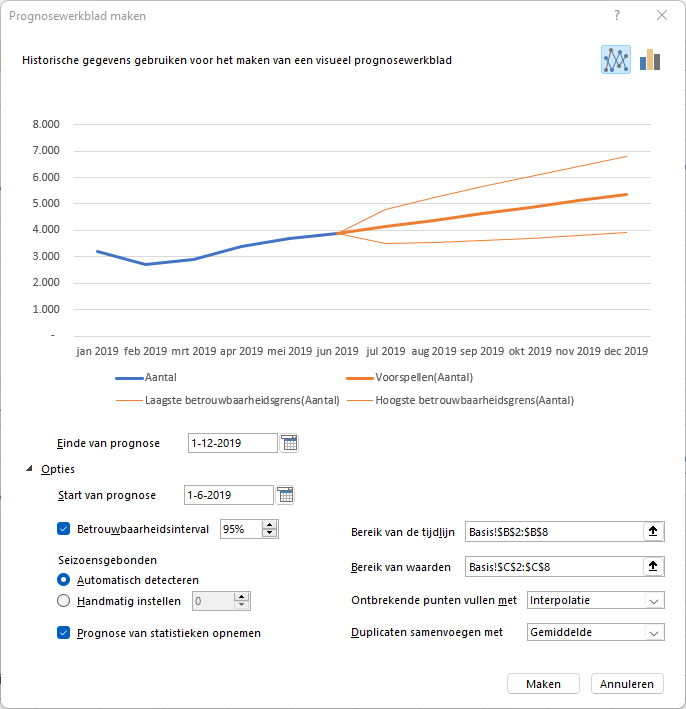 Prognosewerkblad maken
?
Historische gegevens gebruiken voor het maken van een visueel prognosewerkblad
8.000
7.000
6.000
5.000
4.000
3.000
2.000
1.000
-
jan 2019 feb 2019 mrt 2019 apr 2019 mei 2019 jun 2019 jul 2019 aug 2019 sep 2019 okt 2019 nov 2019 dec 2019
Aantal Voorspellen(Aantal)
Laagste betrouwbaarheidsgrens(Aantal) Hoogste betrouwbaarheidsgrens(Aantal)
Einde van prognose 1-12-2019
Opties
Start van prognose 1-6-2019
Betrouwbaarheidsinterval 95%
Bereik van de tijdlijn Basis!$B$2:$B$8
Seizoensgebonden
Bereik van waarden Basis!$C$2:$C$8
Automatisch detecteren
Handmatig instellen 0
Ontbrekende punten vullen met Interpolatie
Prognose van statistieken opnemen
Duplicaten samenvoegen met Gemiddelde
Maken Annuleren